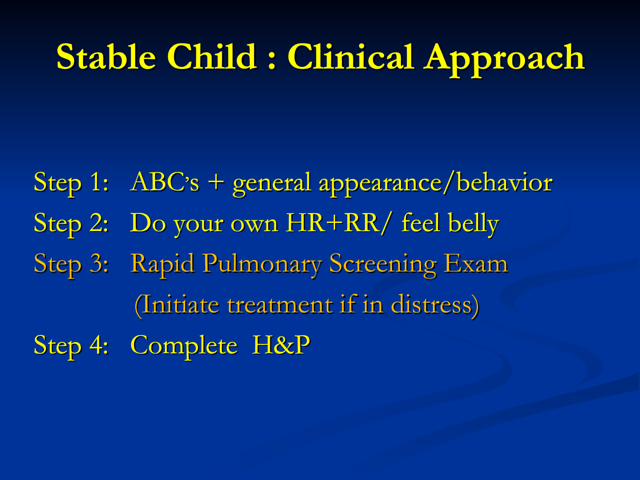 Stable Child : Clinical Approach
Step 1: ABC's + general appearance/behavior
Step 2: Do your own HR+RR/ feel belly
Step 3: Rapid Pulmonary Screening Exam
(Initiate treatment if in distress)
Step 4: Complete H&P